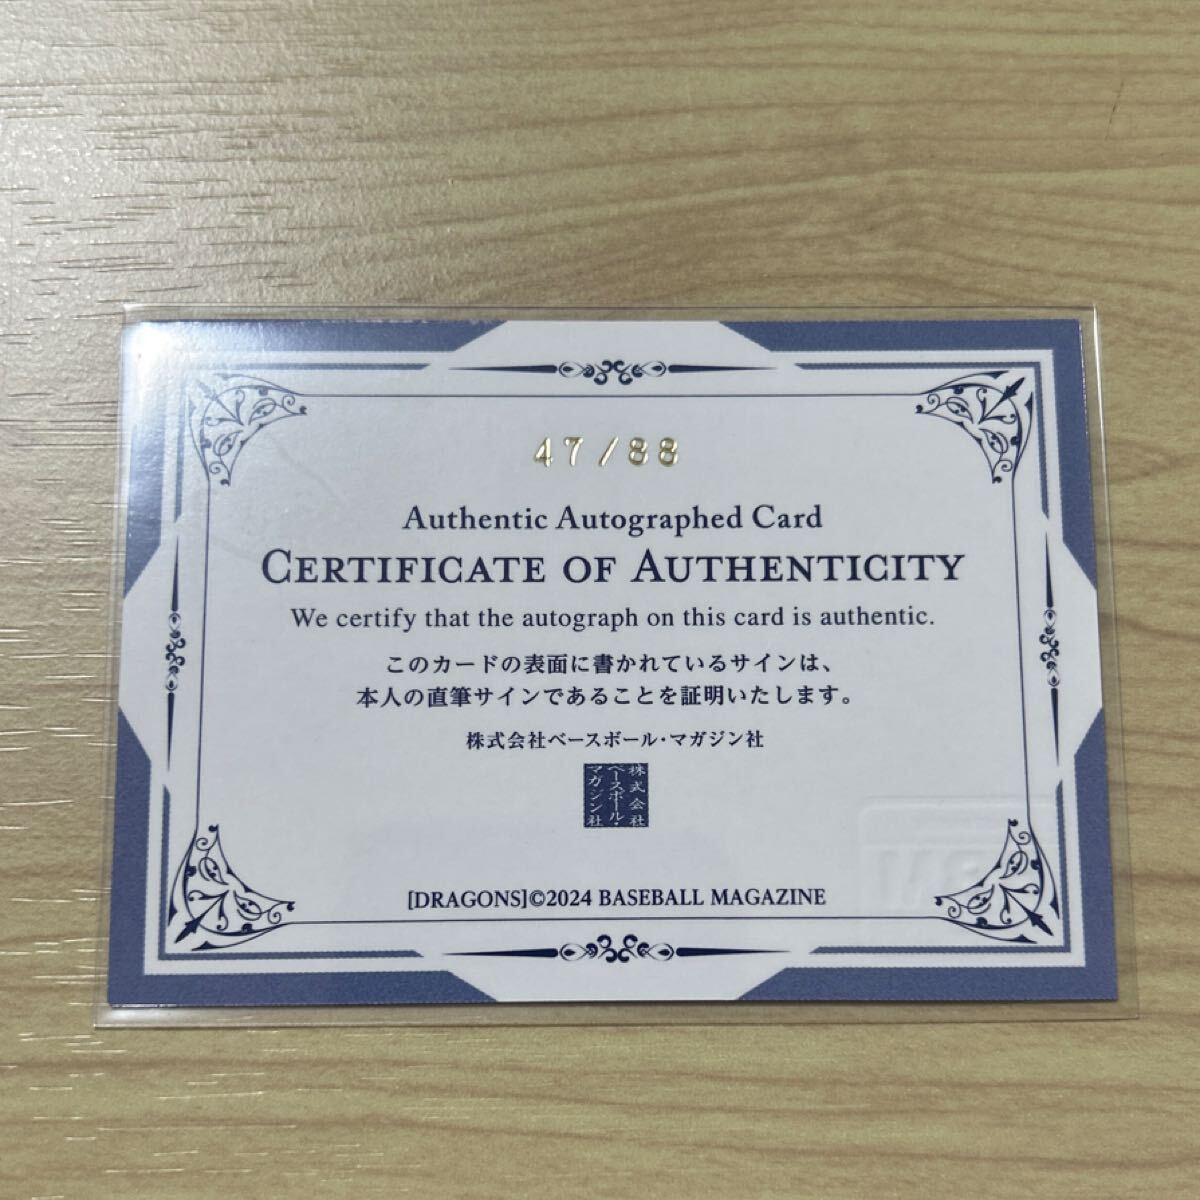 47/88
Authentic Autographed Card
CERTIFICATE OF AUTHENTICITY
We certify that the autograph on this card is authentic.
このカードの表面に書かれているサインは、
本人の直筆サインであることを証明いたします。
株式会社ベースボール・マガジン社
株式会社
ベースボール・
マガジン社
[DRAGONS]©2024 BASEBALL MAGAZINE